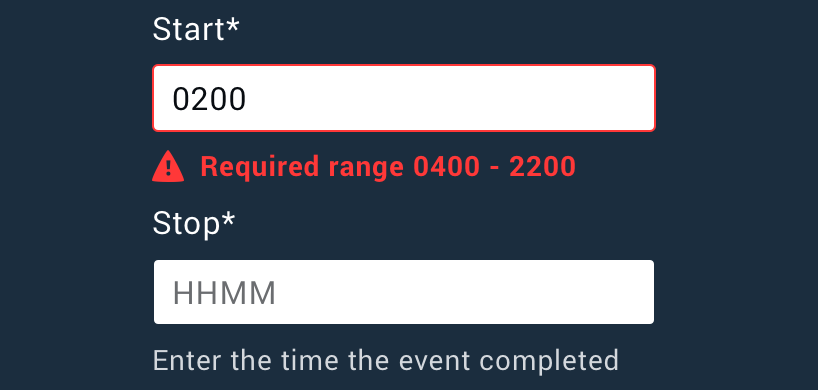 Start*
0200
Required range 0400 - 2200
Stop*
HHMM
Enter the time the event completed